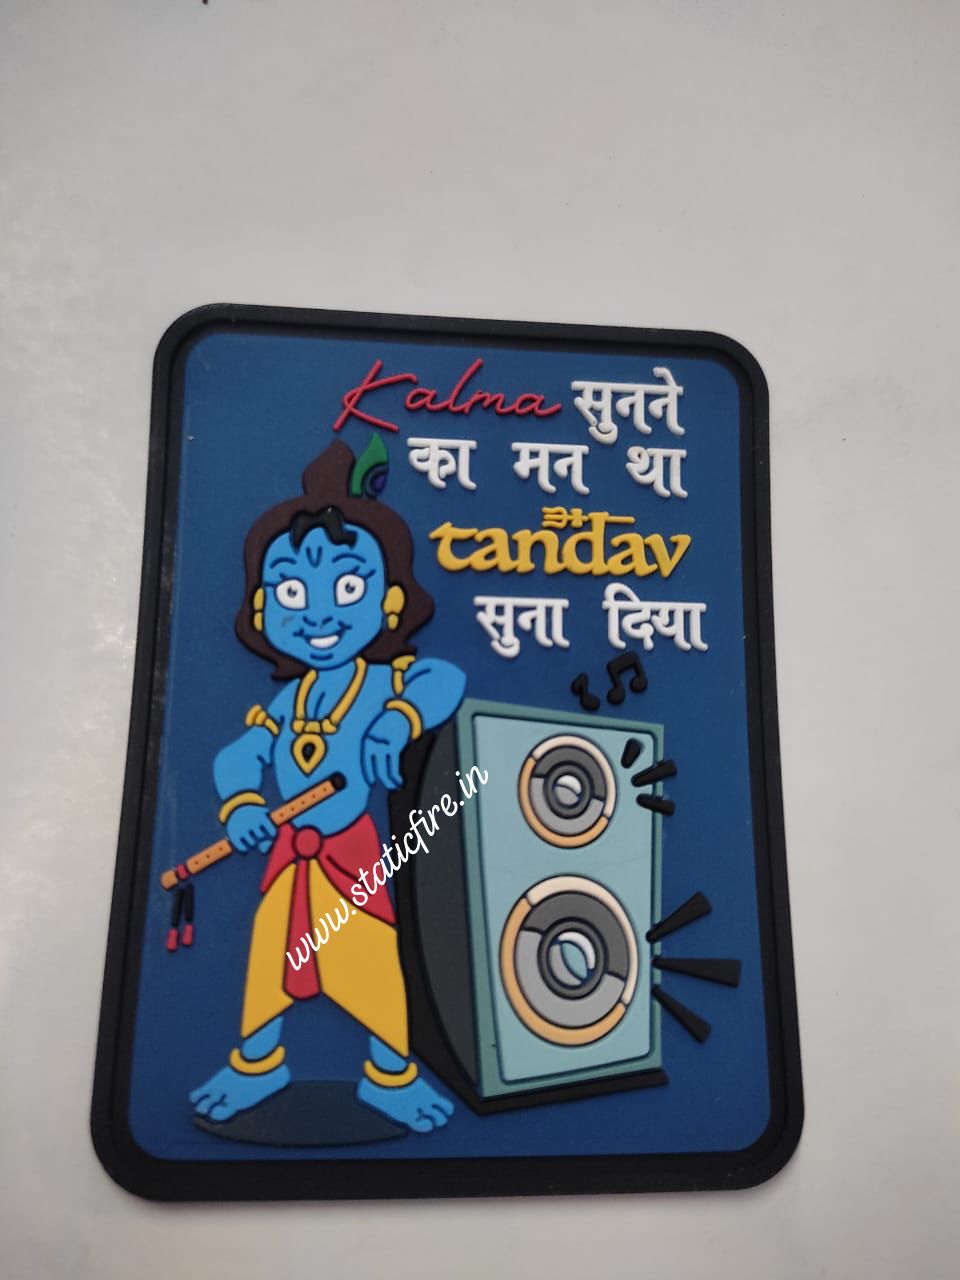 Kalma सुनने
का मन था
tandav
सुना दिया
www.staticfire.in